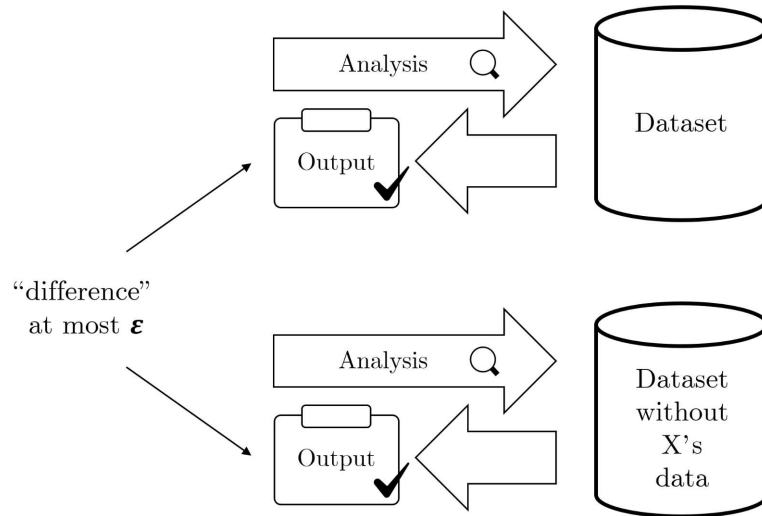 Analysis
Dataset
Output
“difference”
at most ε
Analysis
Dataset
without
X's
data
Output